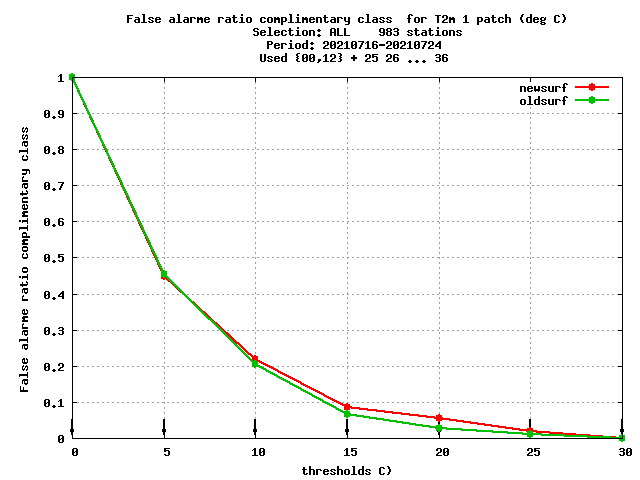 False alarme ratio complimentary class  for T2m 1 patch (deg C)
Selection: ALL    983 stations
Period: 20210716-20210724
Used {00,12} + 25 26 ... 36
newsurf
oldsurf
False alarme ratio complimentary class
1
0.9
0.8
0.7
0.6
0.5
0.4
0.3
0.2
0.1
0
0 5 10 15 20 25 30
thresholds C)